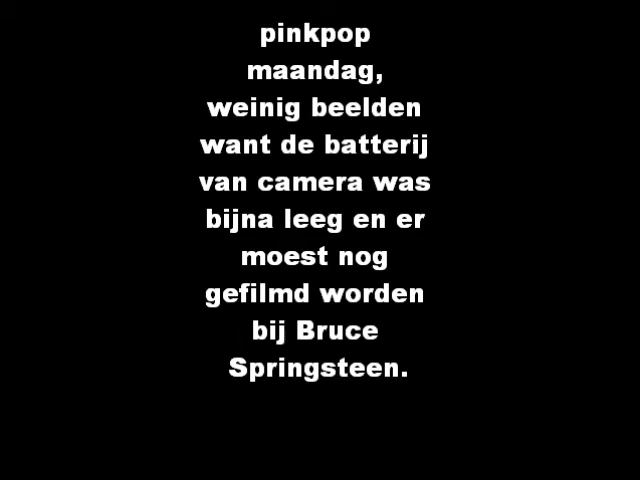 pinkpop
maandag,
weinig beelden
want de batterij
van camera was
bijna leeg en er
moest nog
gefilmd worden
bij Bruce
Springsteen.